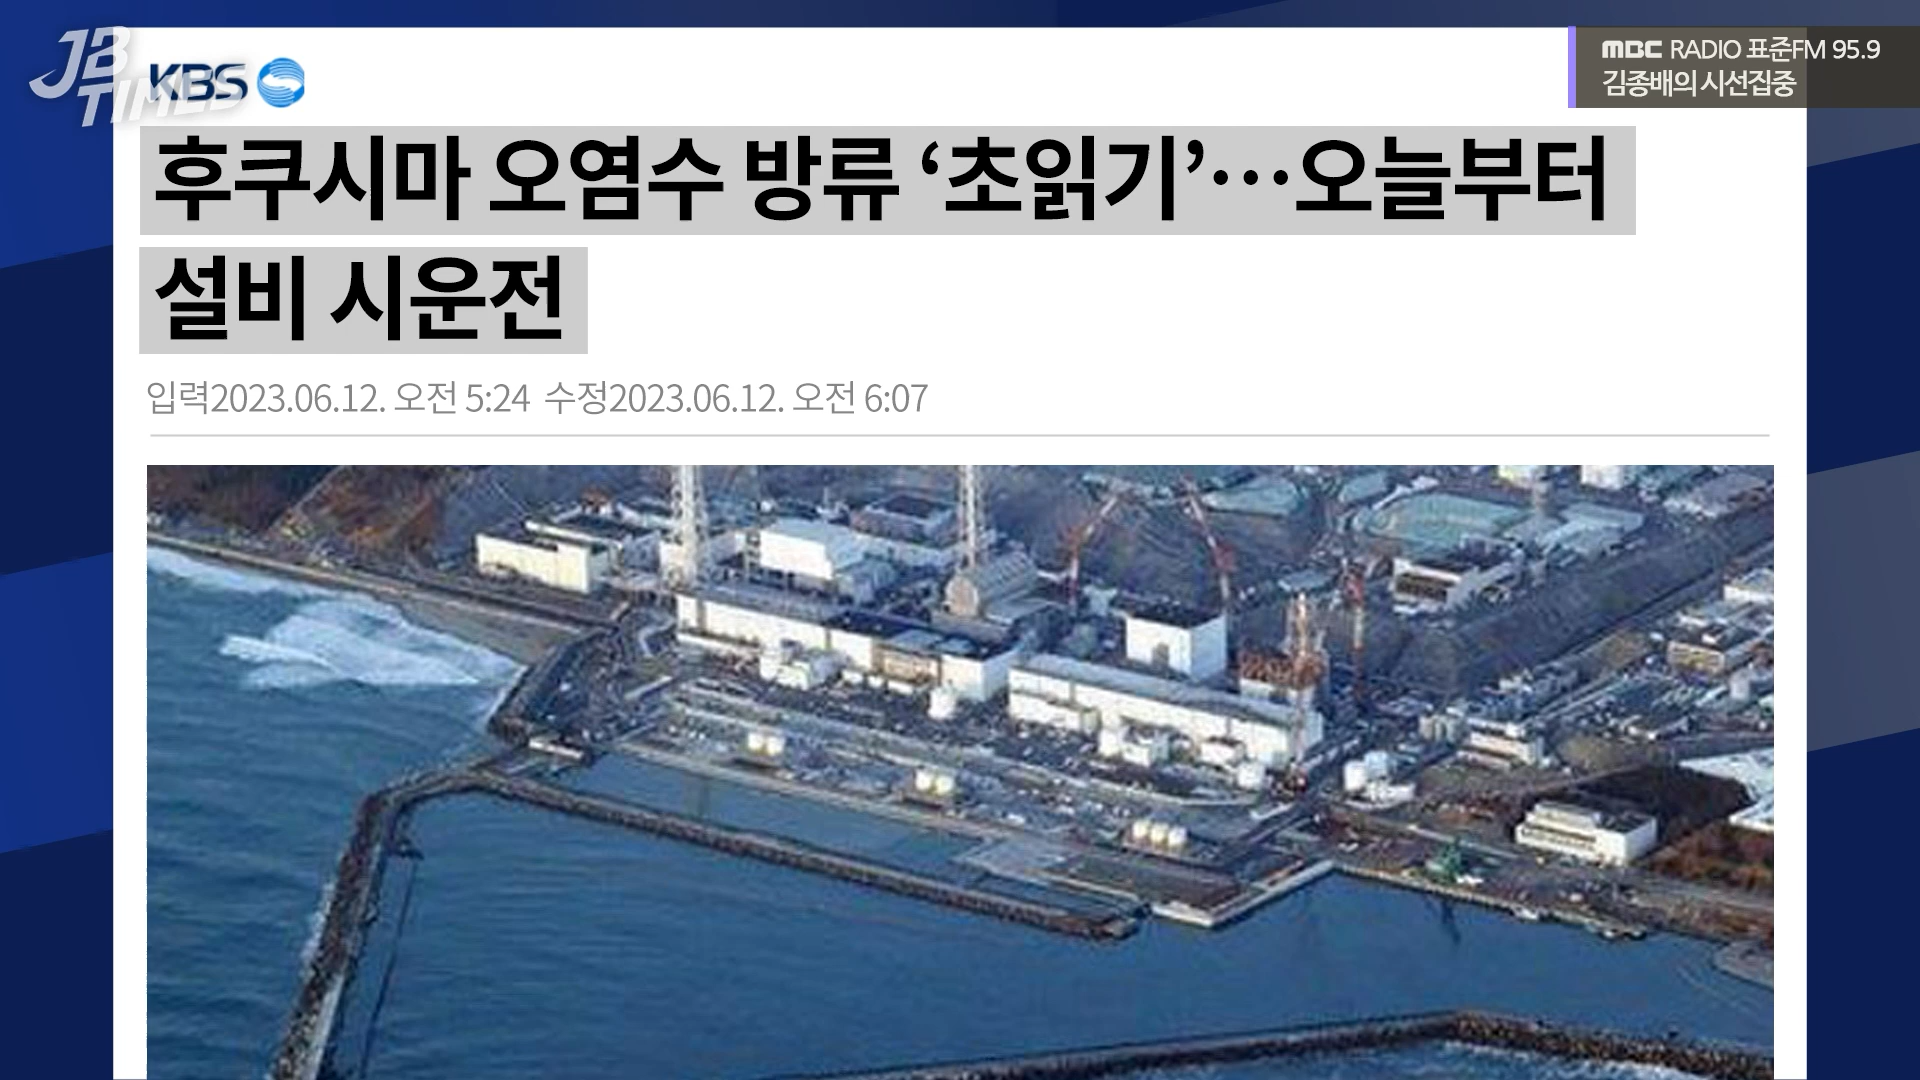 JB
TIMES
KBS
MBC RADIO 표준FM 95.9
김종배의 시선집중
후쿠시마 오염수 방류 ‘초읽기’…오늘부터
설비 시운전
입력2023.06.12. 오전 5:24 수정2023.06.12. 오전 6:07